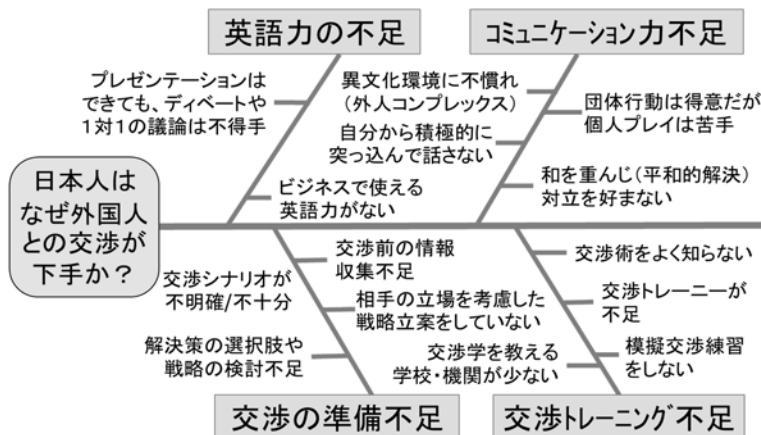 英語力の不足
コミュニケーション力不足
プレゼンテーションは
できても、ディベートや
1対1の議論は不得手
ビジネスで使える
英語力がない
異文化環境に不慣れ
(外人コンプレックス)
自分から積極的に
突っ込んで話さない
団体行動は得意だが
個人プレイは苦手
和を重んじ(平和的解決)
対立を好まない
日本人は
なぜ外国人
との交渉が
下手か?
交渉シナリオが
不明確/不十分
解決策の選択肢や
戦略の検討不足
交渉前の情報
収集不足
相手の立場を考慮した
戦略立案をしていない
交渉学を教える
学校・機関が少ない
交渉術をよく知らない
交渉トレーニーが
不足
模擬交渉練習
をしない
交渉の準備不足
交渉トレーニング不足